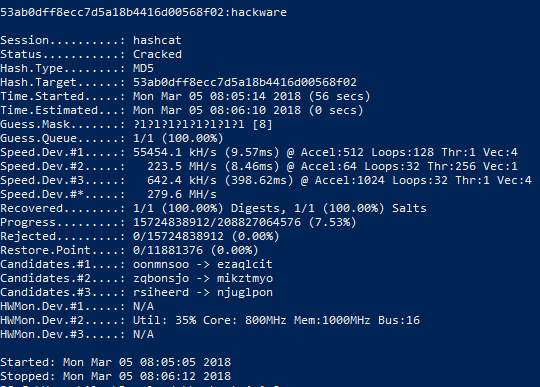 53ab0dff8ecc7d5a18b4416d00568f02:hackware
Session..........: hashcat
Status...........: Cracked
Hash.Type........: MD5
Hash.Target......: 53ab0dff8ecc7d5a18b4416d00568f02
Time.Started.....: Mon Mar 05 08:05:14 2018 (56 secs)
Time.Estimated...: Mon Mar 05 08:06:10 2018 (0 secs)
Guess.Mask.......: ?l?l?l?l?l?l?l?l [8]
Guess.Queue......: 1/1 (100.00%)
Speed.Dev.#1.....: 55454.1 kH/s (9.57ms) @ Accel:512 Loops:128 Thr:1 Vec:4
Speed.Dev.#2.....:   223.5 MH/s (8.46ms) @ Accel:64 Loops:32 Thr:256 Vec:1
Speed.Dev.#3.....:   642.4 kH/s (398.62ms) @ Accel:1024 Loops:32 Thr:1 Vec:4
Speed.Dev.#*.....:   279.6 MH/s
Recovered........: 1/1 (100.00%) Digests, 1/1 (100.00%) Salts
Progress.........: 15724838912/208827064576 (7.53%)
Rejected.........: 0/15724838912 (0.00%)
Restore.Point....: 0/11881376 (0.00%)
Candidates.#1....: oonmnsoo -> ezaqlcit
Candidates.#2....: zqbonsjo -> mikztmyo
Candidates.#3....: rsiheerd -> njuglpon
HWMon.Dev.#1.....: N/A
HWMon.Dev.#2.....: Util: 35% Core: 800MHz Mem:1000MHz Bus:16
HWMon.Dev.#3.....: N/A
Started: Mon Mar 05 08:05:05 2018
Stopped: Mon Mar 05 08:06:12 2018